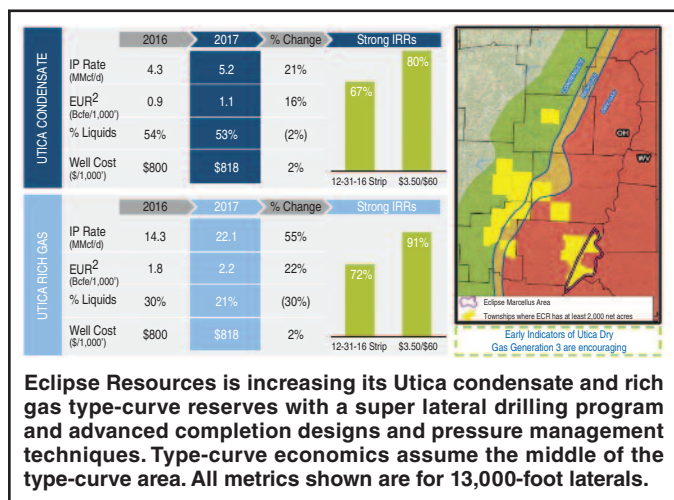 UTICA CONDENSATE
2016 2017 % Change Strong IRRs
IP Rate (MMcf/d) 4.3 5.2 21%
EUR2 (Bcfe/1,000') 0.9 1.1 16%
% Liquids 54% 53% (2%)
Well Cost ($/1,000') $800 $818 2%
67% 80%
12-31-16 Strip $3.50/$60
UTICA RICH GAS
2016 2017 % Change Strong IRRs
IP Rate (MMcf/d) 14.3 22.1 55%
EUR2 (Bcfe/1,000') 1.8 2.2 22%
% Liquids 30% 21% (30%)
Well Cost ($/1,000') $800 $818 2%
72% 91%
12-31-16 Strip $3.50/$60
CONDENSATE
OH
WV
Eclipse Marcellus Area
Townships where ECR has at least 2,000 net acres
Early Indicators of Utica Dry
Gas Generation 3 are encouraging
Eclipse Resources is increasing its Utica condensate and rich
gas type-curve reserves with a super lateral drilling program
and advanced completion designs and pressure management
techniques. Type-curve economics assume the middle of the
type-curve area. All metrics shown are for 13,000-foot laterals.